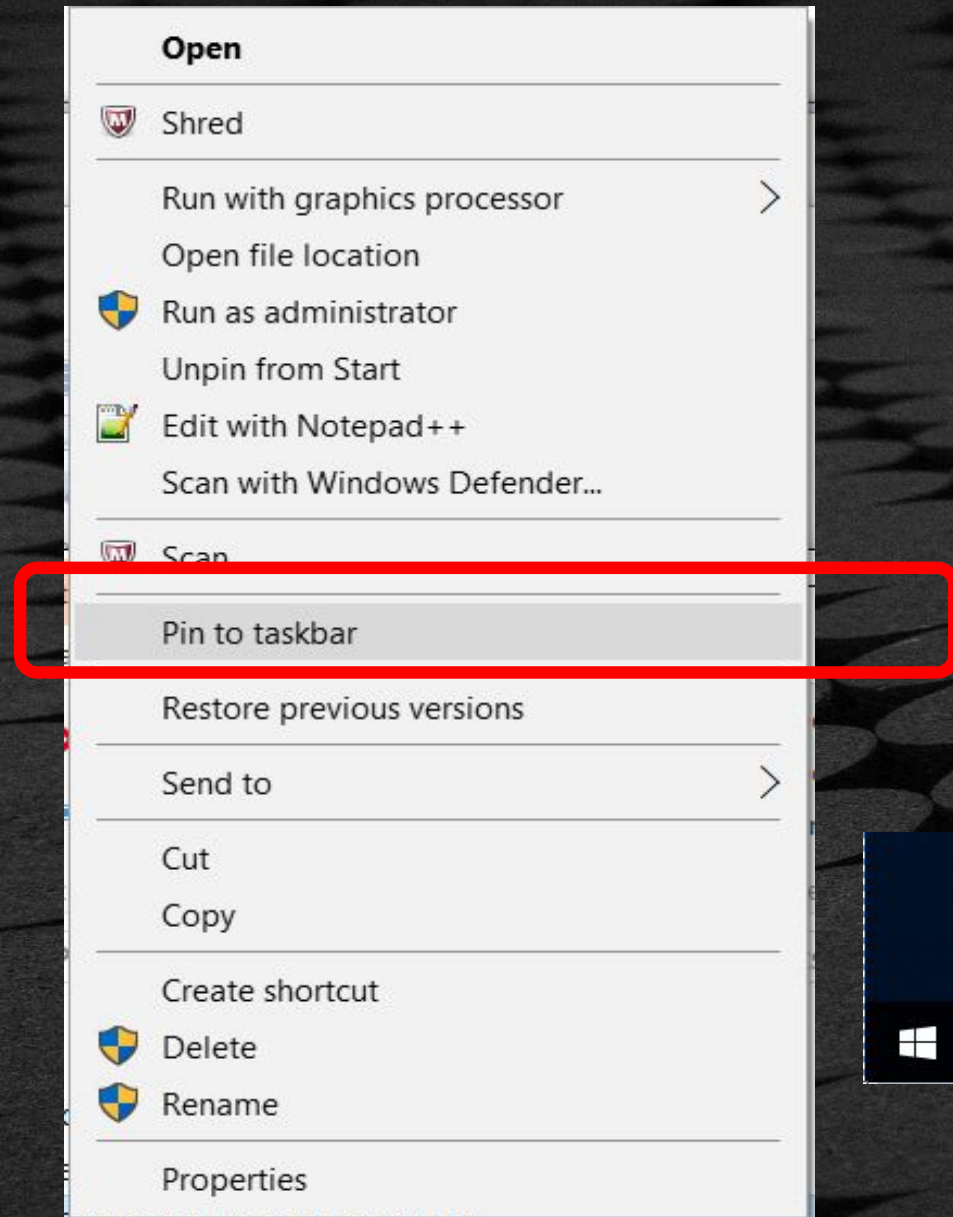 Open
Shred
Run with graphics processor
Open file location
Run as administrator
Unpin from Start
Edit with Notepad++
Scan with Windows Defender...
Scan
Pin to taskbar
Restore previous versions
Send to
Cut
Copy
Create shortcut
Delete
Rename
Properties